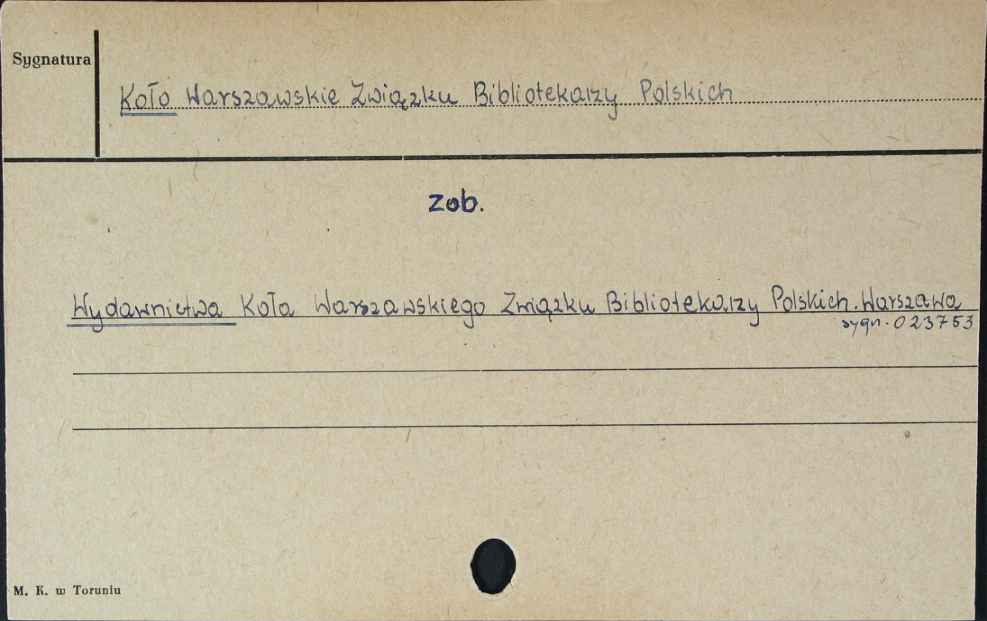 Sygnatura
Koło Warszawskie Związku Bibliotekarzy Polskich
zob.
Wydawnictwa Koła Warszawskiego Związku Bibliotekarzy Polskich. Warszawa
sygn. 023753
M. K. w Toruniu